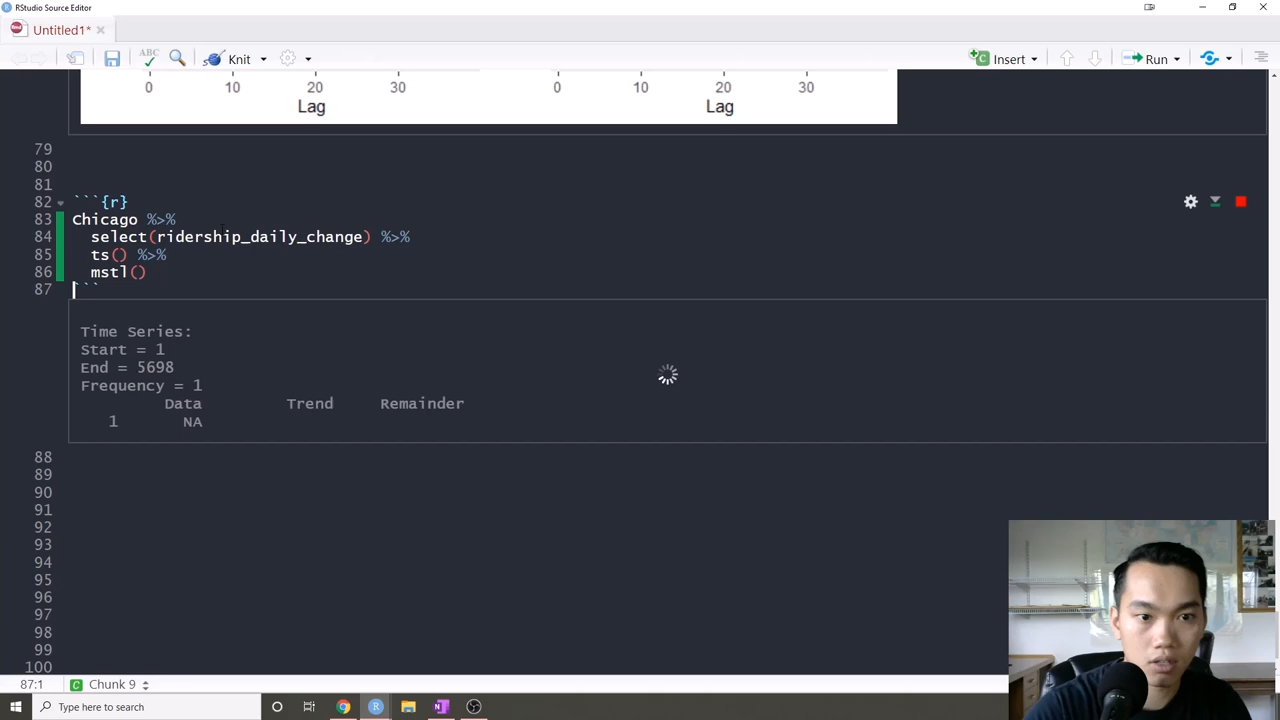 RStudio Source Editor
Untitled1*
ABC Knit Insert Run
0 10 20 30 0 10 20 30
Lag Lag
79
80
81
82 ```{r}
83 Chicago %>%
84 select(ridership_daily_change) %>%
85 ts() %>%
86 mstl()
87 ```
Time Series:
Start = 1
End = 5698
Frequency = 1
Data Trend Remainder
1 NA
88
89
90
91
92
93
94
95
96
97
98
99
100
87:1 C Chunk 9
Type here to search